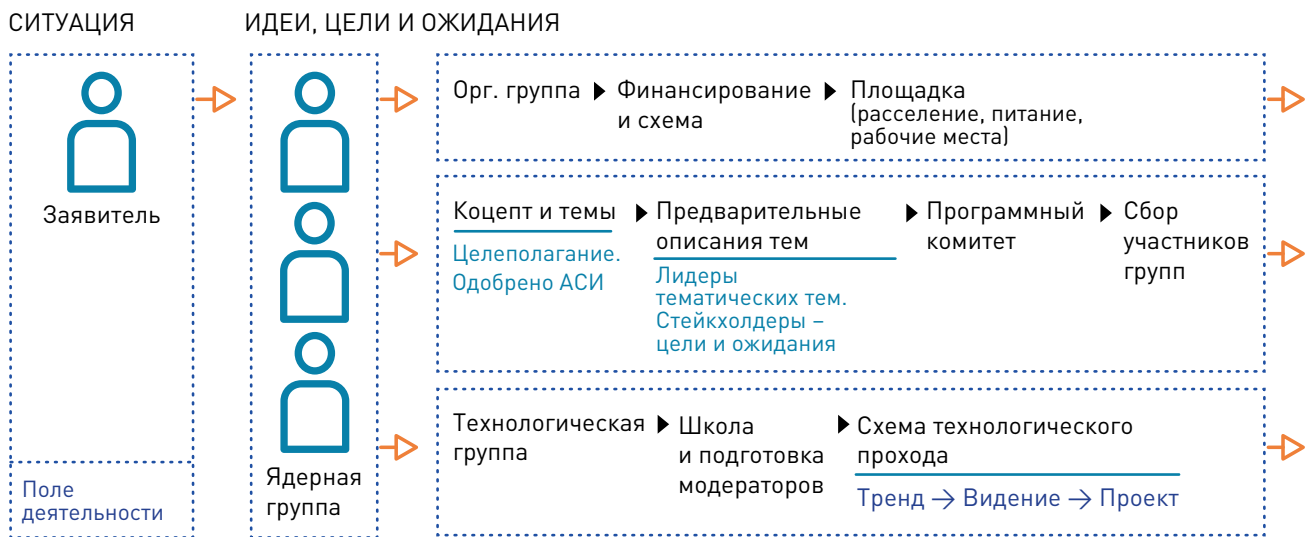 СИТУАЦИЯ
ИДЕИ, ЦЕЛИ И ОЖИДАНИЯ
Заявитель
Поле
деятельности
Ядерная
группа
Орг. группа
Финансирование
и схема
Площадка
(расселение, питание,
рабочие места)
Коцепт и темы
Целеполагание.
Одобрено АСИ
Предварительные
описания тем
Лидеры
тематических тем.
Стейкхолдеры –
цели и ожидания
Программный
комитет
Сбор
участников
групп
Технологическая
группа
Школа
и подготовка
модераторов
Схема технологического
прохода
Тренд → Видение → Проект